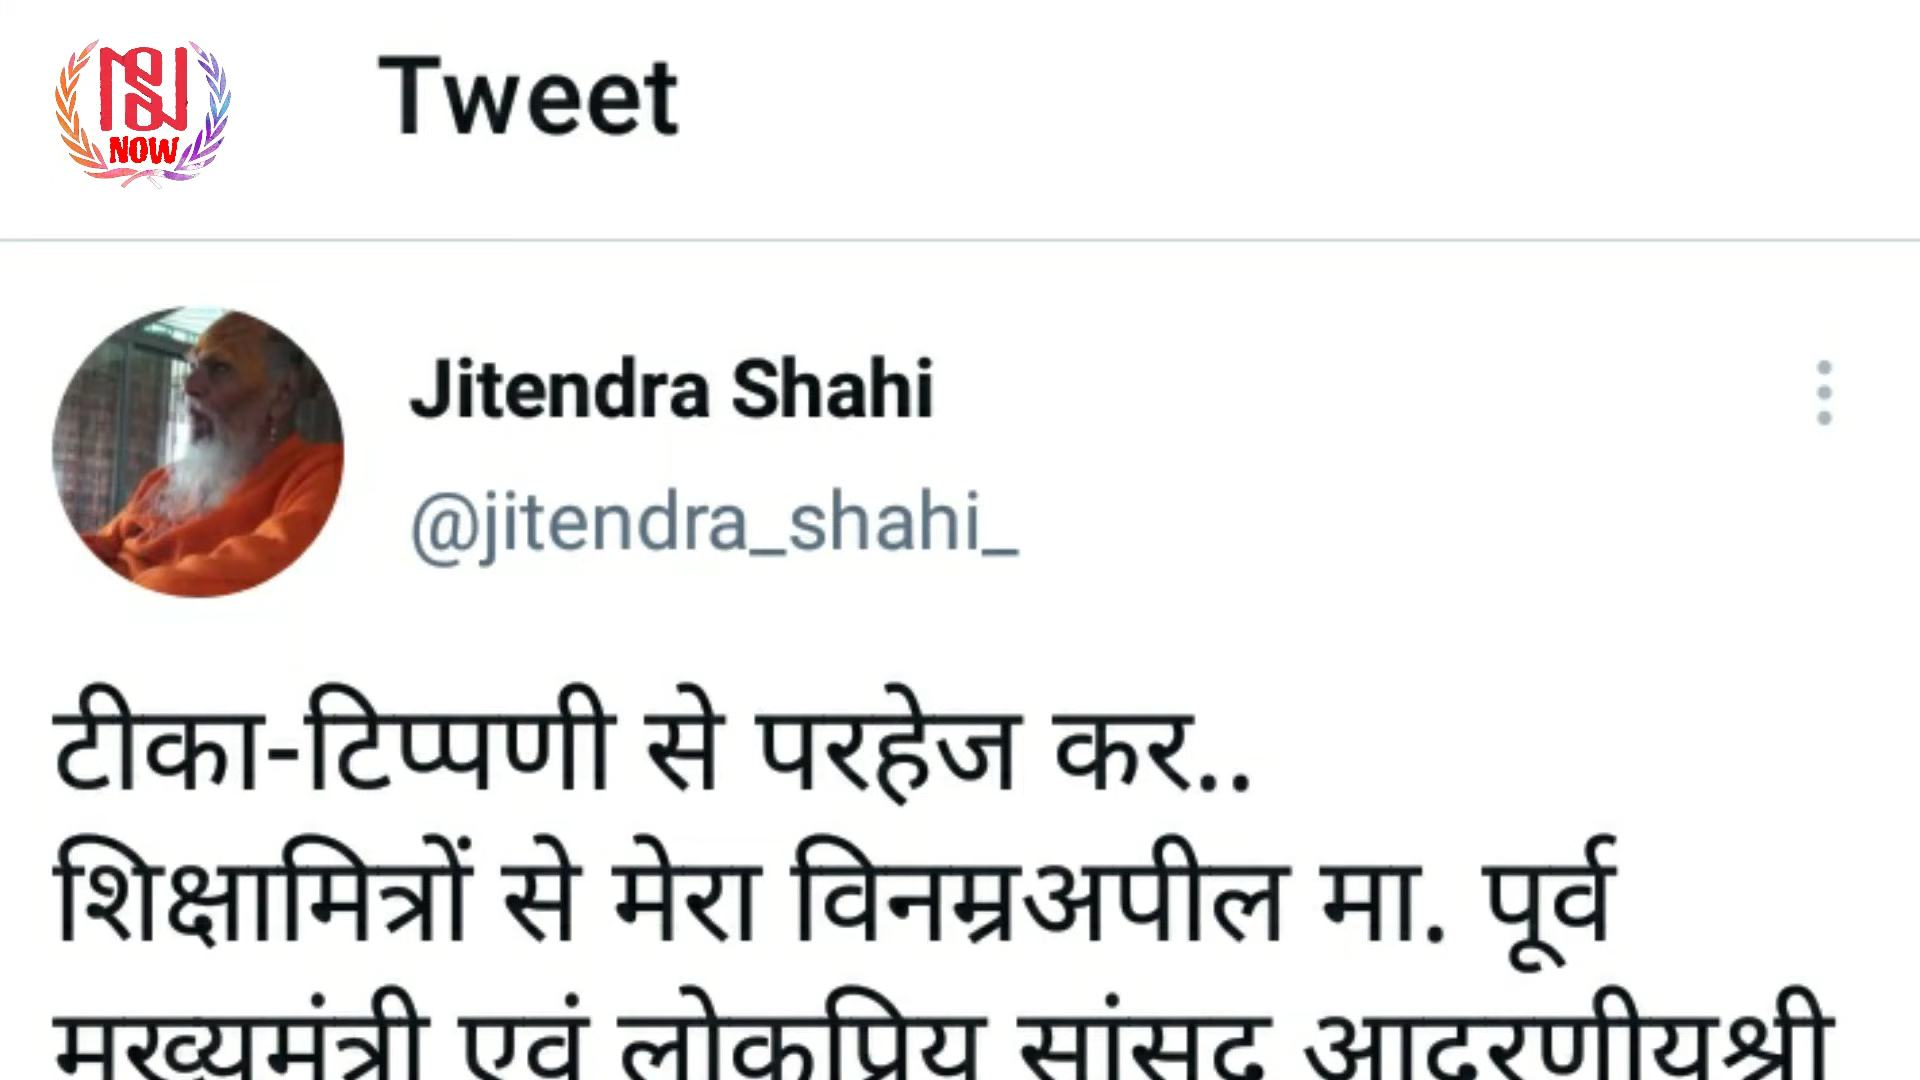 NOW
Tweet
Jitendra Shahi
@jitendra_shahi_
टीका-टिप्पणी से परहेज कर..
शिक्षामित्रों से मेरा विनम्रअपील मा. पूर्व
मुख्यमंत्री एवं लोकप्रिय सांसद आदरणीयश्री